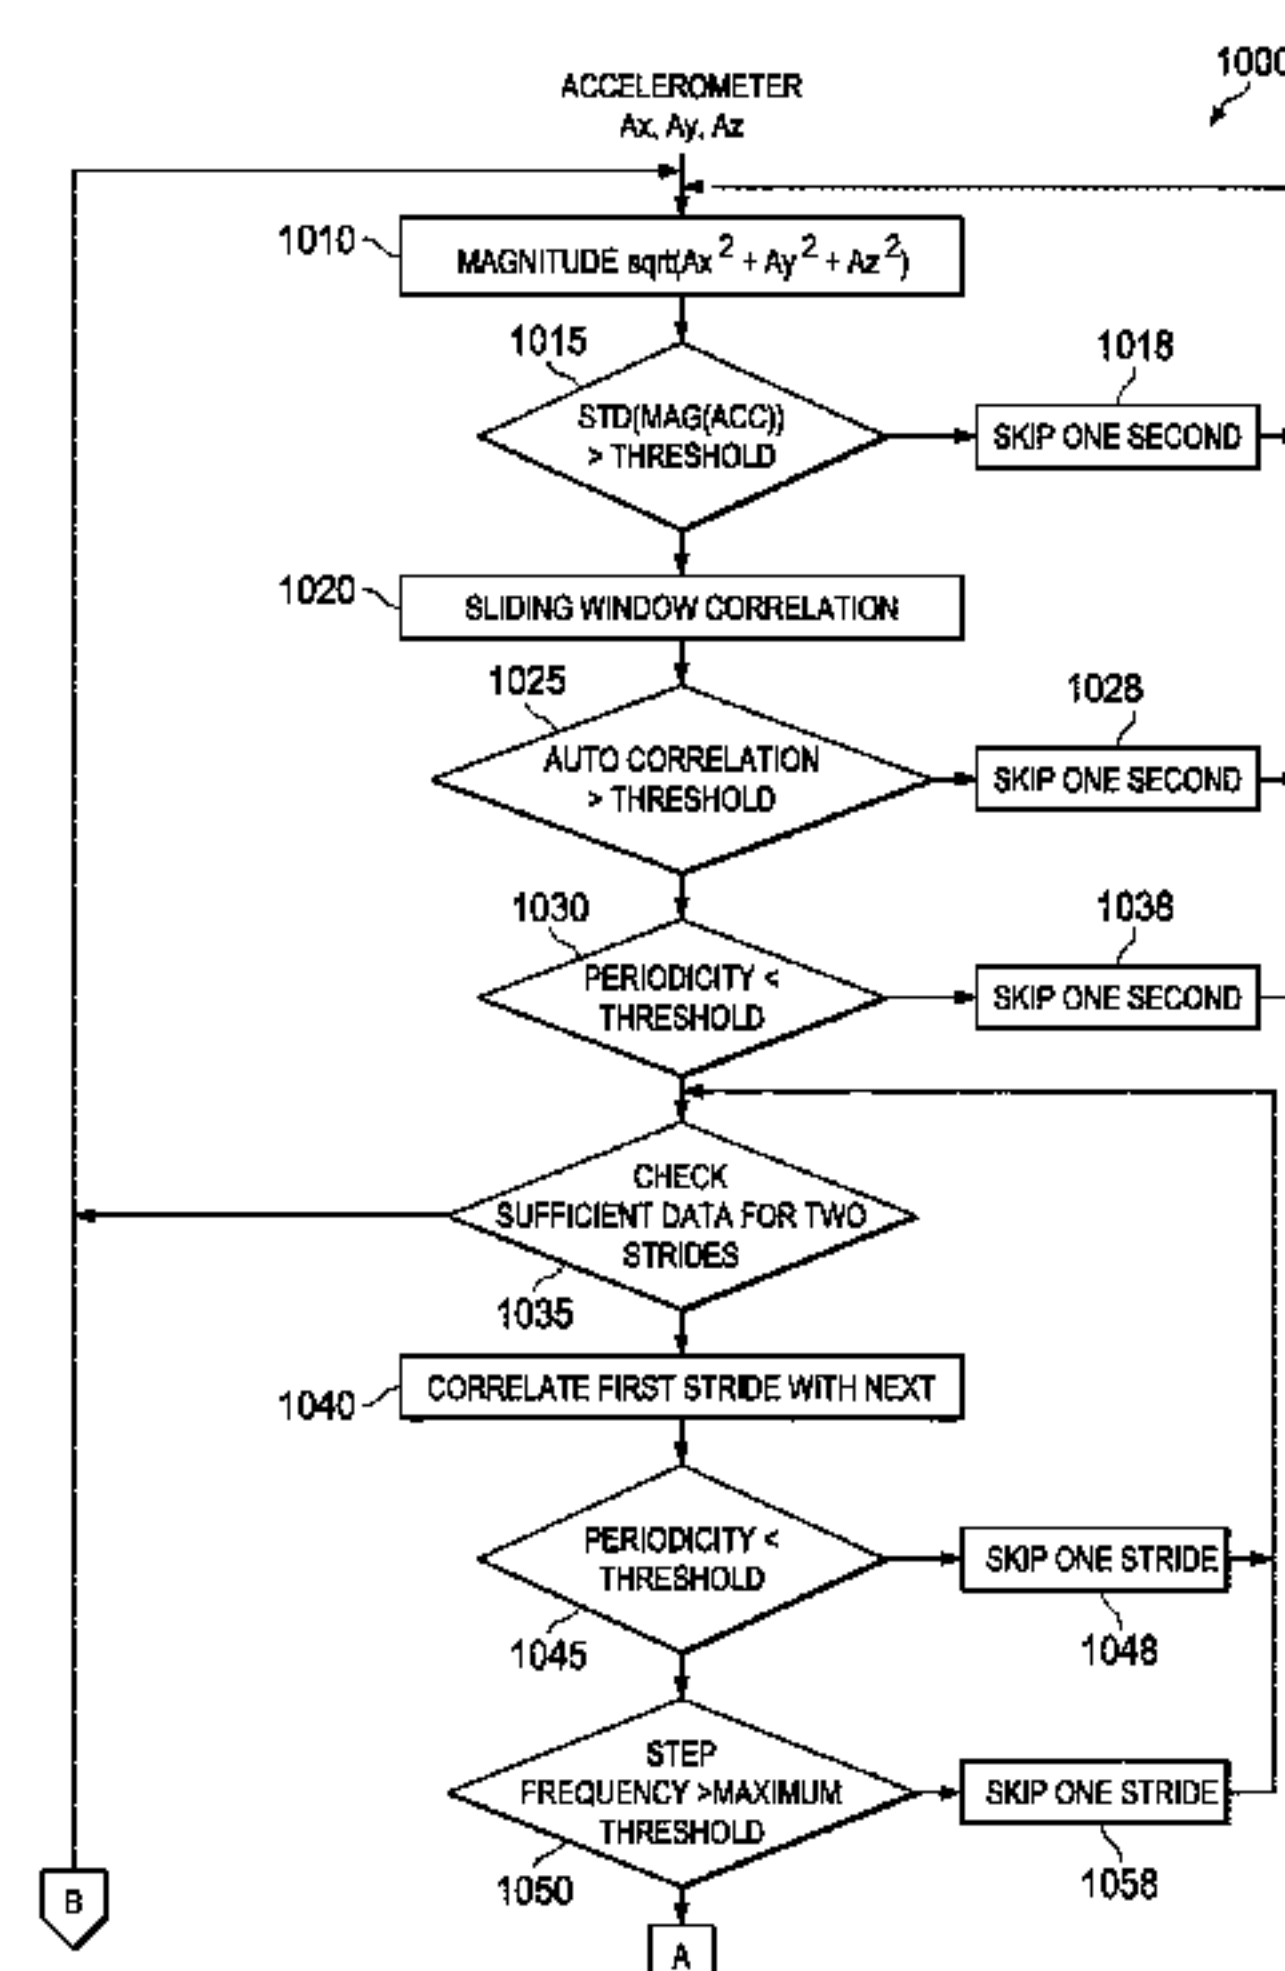 1000
ACCELEROMETER
Ax, Ay, Az
1010
MAGNITUDE sqrt(Ax² + Ay² + Az²)
1015
STD(MAG(ACC))
> THRESHOLD
1018
SKIP ONE SECOND
1020
SLIDING WINDOW CORRELATION
1025
AUTO CORRELATION
> THRESHOLD
1028
SKIP ONE SECOND
1030
PERIODICITY <
THRESHOLD
1038
SKIP ONE SECOND
CHECK
SUFFICIENT DATA FOR TWO
STRIDES
1035
1040
CORRELATE FIRST STRIDE WITH NEXT
PERIODICITY <
THRESHOLD
1045
SKIP ONE STRIDE
1048
STEP
FREQUENCY >MAXIMUM
THRESHOLD
1050
SKIP ONE STRIDE
1058
B
A